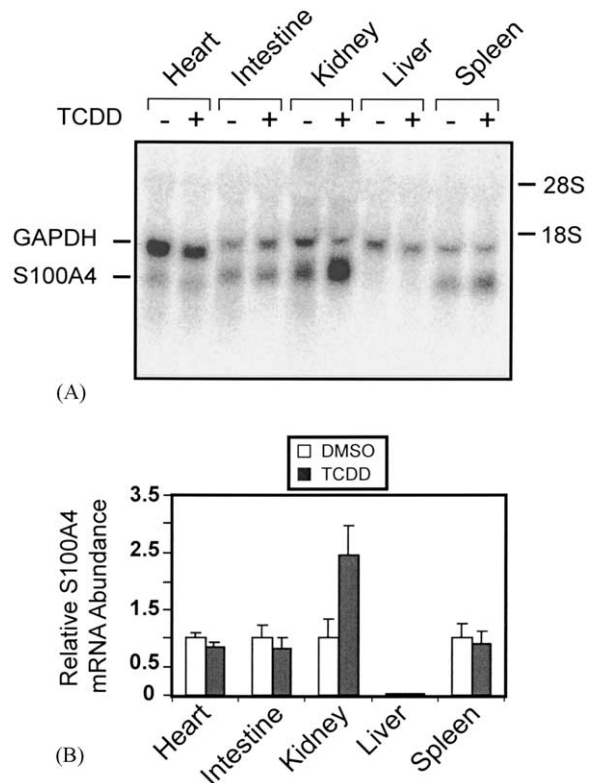 Heart Intestine Kidney Liver Spleen
TCDD - + - + - + - + - +
28S
18S
GAPDH
S100A4
(A)
DMSO
TCDD
Relative S100A4
mRNA Abundance
3.5
2.5
1.5
1
0.5
0
Heart Intestine Kidney Liver Spleen
(B)